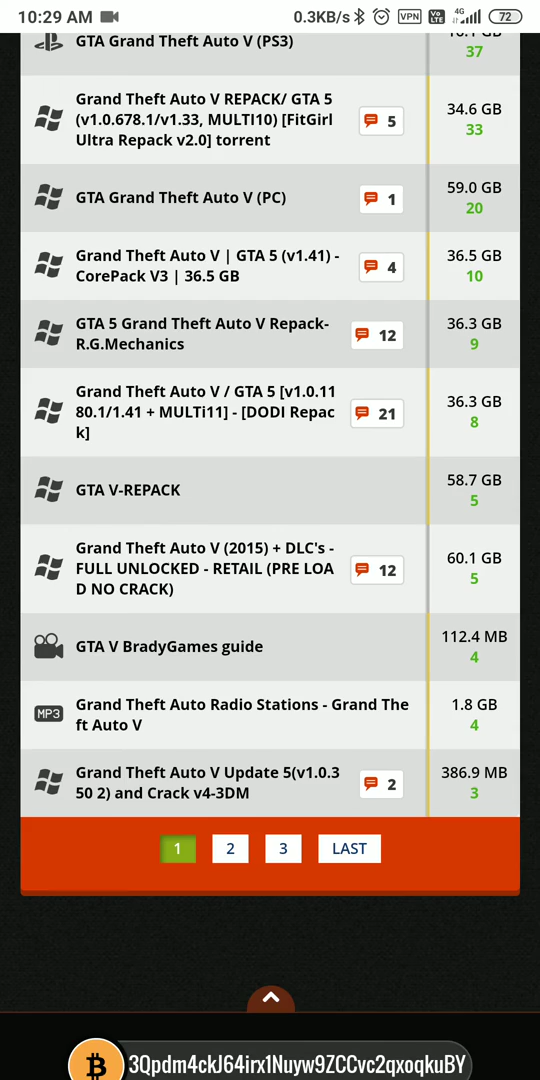 10:29 AM 0.3KB/s VPN Vo LTE 4G 72
GTA Grand Theft Auto V (PS3)
37
Grand Theft Auto V REPACK/ GTA 5
(v1.0.678.1/v1.33, MULTI10) [FitGirl
Ultra Repack v2.0] torrent
5
34.6 GB
33
GTA Grand Theft Auto V (PC)
1
59.0 GB
20
Grand Theft Auto V | GTA 5 (v1.41) -
CorePack V3 | 36.5 GB
4
36.5 GB
10
GTA 5 Grand Theft Auto V Repack-
R.G.Mechanics
12
36.3 GB
9
Grand Theft Auto V / GTA 5 [v1.0.11
80.1/1.41 + MULTi11] - [DODI Repac
k]
21
36.3 GB
8
GTA V-REPACK
58.7 GB
5
Grand Theft Auto V (2015) + DLC's -
FULL UNLOCKED - RETAIL (PRE LOA
D NO CRACK)
12
60.1 GB
5
GTA V BradyGames guide
112.4 MB
4
MP3
Grand Theft Auto Radio Stations - Grand The
ft Auto V
1.8 GB
4
Grand Theft Auto V Update 5(v1.0.3
50 2) and Crack v4-3DM
2
386.9 MB
3
1 2 3 LAST
3Qpdm4ckJ64irx1Nuyw9ZCCvc2qxoqkuBY